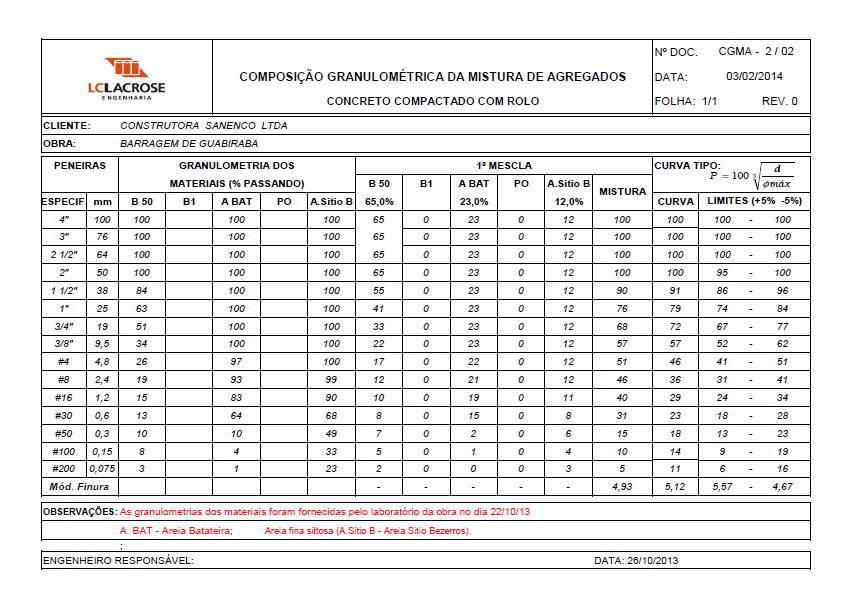 LCLACROSE
ENGENHARIA
COMPOSIÇÃO GRANULOMÉTRICA DA MISTURA DE AGREGADOS
CONCRETO COMPACTADO COM ROLO
Nº DOC. CGMA - 2 / 02
DATA: 03/02/2014
FOLHA: 1/1 REV. 0
CLIENTE: CONSTRUTORA SANENCO LTDA
OBRA: BARRAGEM DE GUABIRABA
PENEIRAS GRANULOMETRIA DOS MATERIAIS (% PASSANDO) 1ª MESCLA CURVA TIPO: P = 100 ∛(d/ϕmáx)
B 50 B1 A BAT PO A.Sitio B MISTURA
ESPECIF. mm B 50 B1 A BAT PO A.Sitio B 65,0% 23,0% 12,0% CURVA LIMITES (+5% -5%)
4" 100 100 100 100 65 0 23 0 12 100 100 100 - 100
3" 76 100 100 100 65 0 23 0 12 100 100 100 - 100
2 1/2" 64 100 100 100 65 0 23 0 12 100 100 100 - 100
2" 50 100 100 100 65 0 23 0 12 100 100 95 - 100
1 1/2" 38 84 100 100 55 0 23 0 12 90 91 86 - 96
1" 25 63 100 100 41 0 23 0 12 76 79 74 - 84
3/4" 19 51 100 100 33 0 23 0 12 68 72 67 - 77
3/8" 9,5 34 100 100 22 0 23 0 12 57 57 52 - 62
#4 4,8 26 97 100 17 0 22 0 12 51 46 41 - 51
#8 2,4 19 93 99 12 0 21 0 12 46 36 31 - 41
#16 1,2 15 83 90 10 0 19 0 11 40 29 24 - 34
#30 0,6 13 64 68 8 0 15 0 8 31 23 18 - 28
#50 0,3 10 10 49 7 0 2 0 6 15 18 13 - 23
#100 0,15 8 4 33 5 0 1 0 4 10 14 9 - 19
#200 0,075 3 1 23 2 0 0 0 3 5 11 6 - 16
Mód. Finura - - - - - 4,93 5,12 5,57 - 4,67
OBSERVAÇÕES: As granulometrias dos materiais foram fornecidas pelo laboratório da obra no dia 22/10/13
A. BAT - Areia Batateira; Areia fina siltosa (A.Sitio B - Areia Sitio Bezerros).
;
ENGENHEIRO RESPONSÁVEL: DATA: 26/10/2013